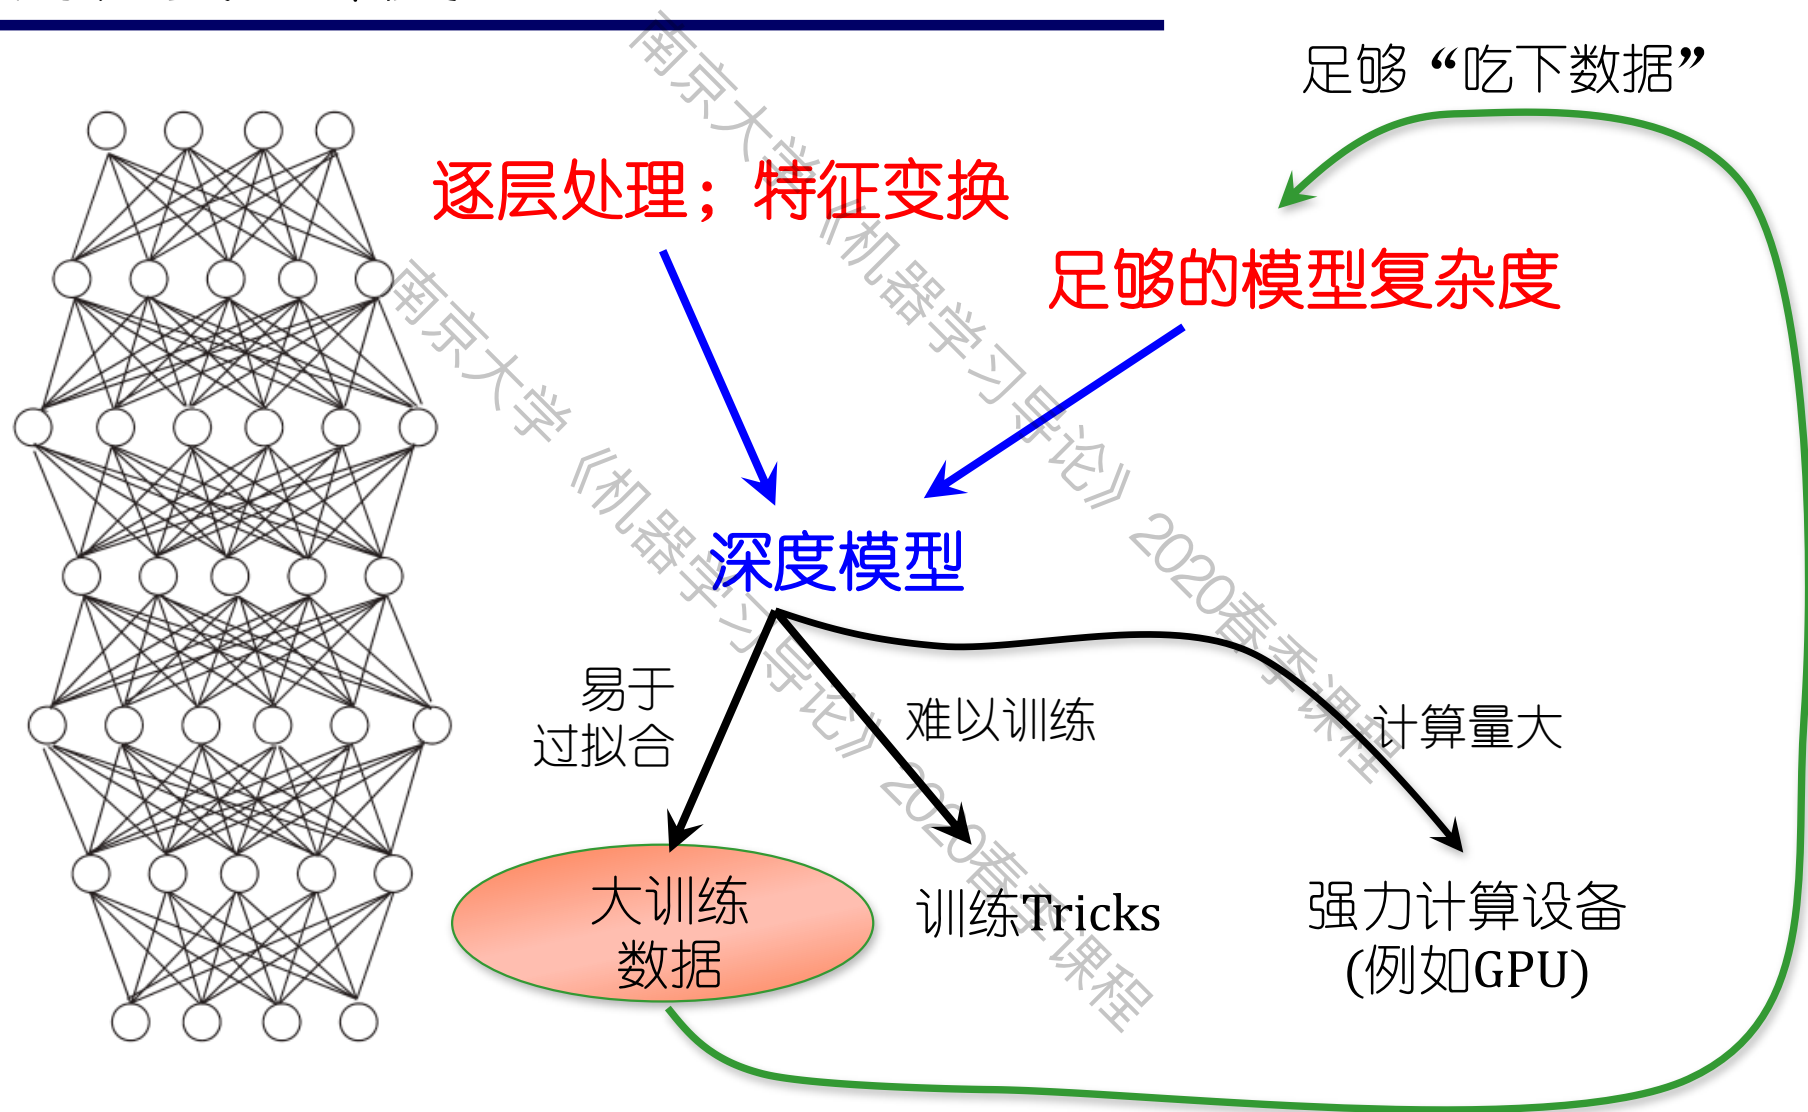 足够“吃下数据”
逐层处理；特征变换
足够的模型复杂度
深度模型
易于
过拟合
难以训练
计算量大
大训练
数据
训练Tricks
强力计算设备
(例如GPU)
南京大学《机器学习导论》2020春季课程
南京大学《机器学习导论》2020春季课程